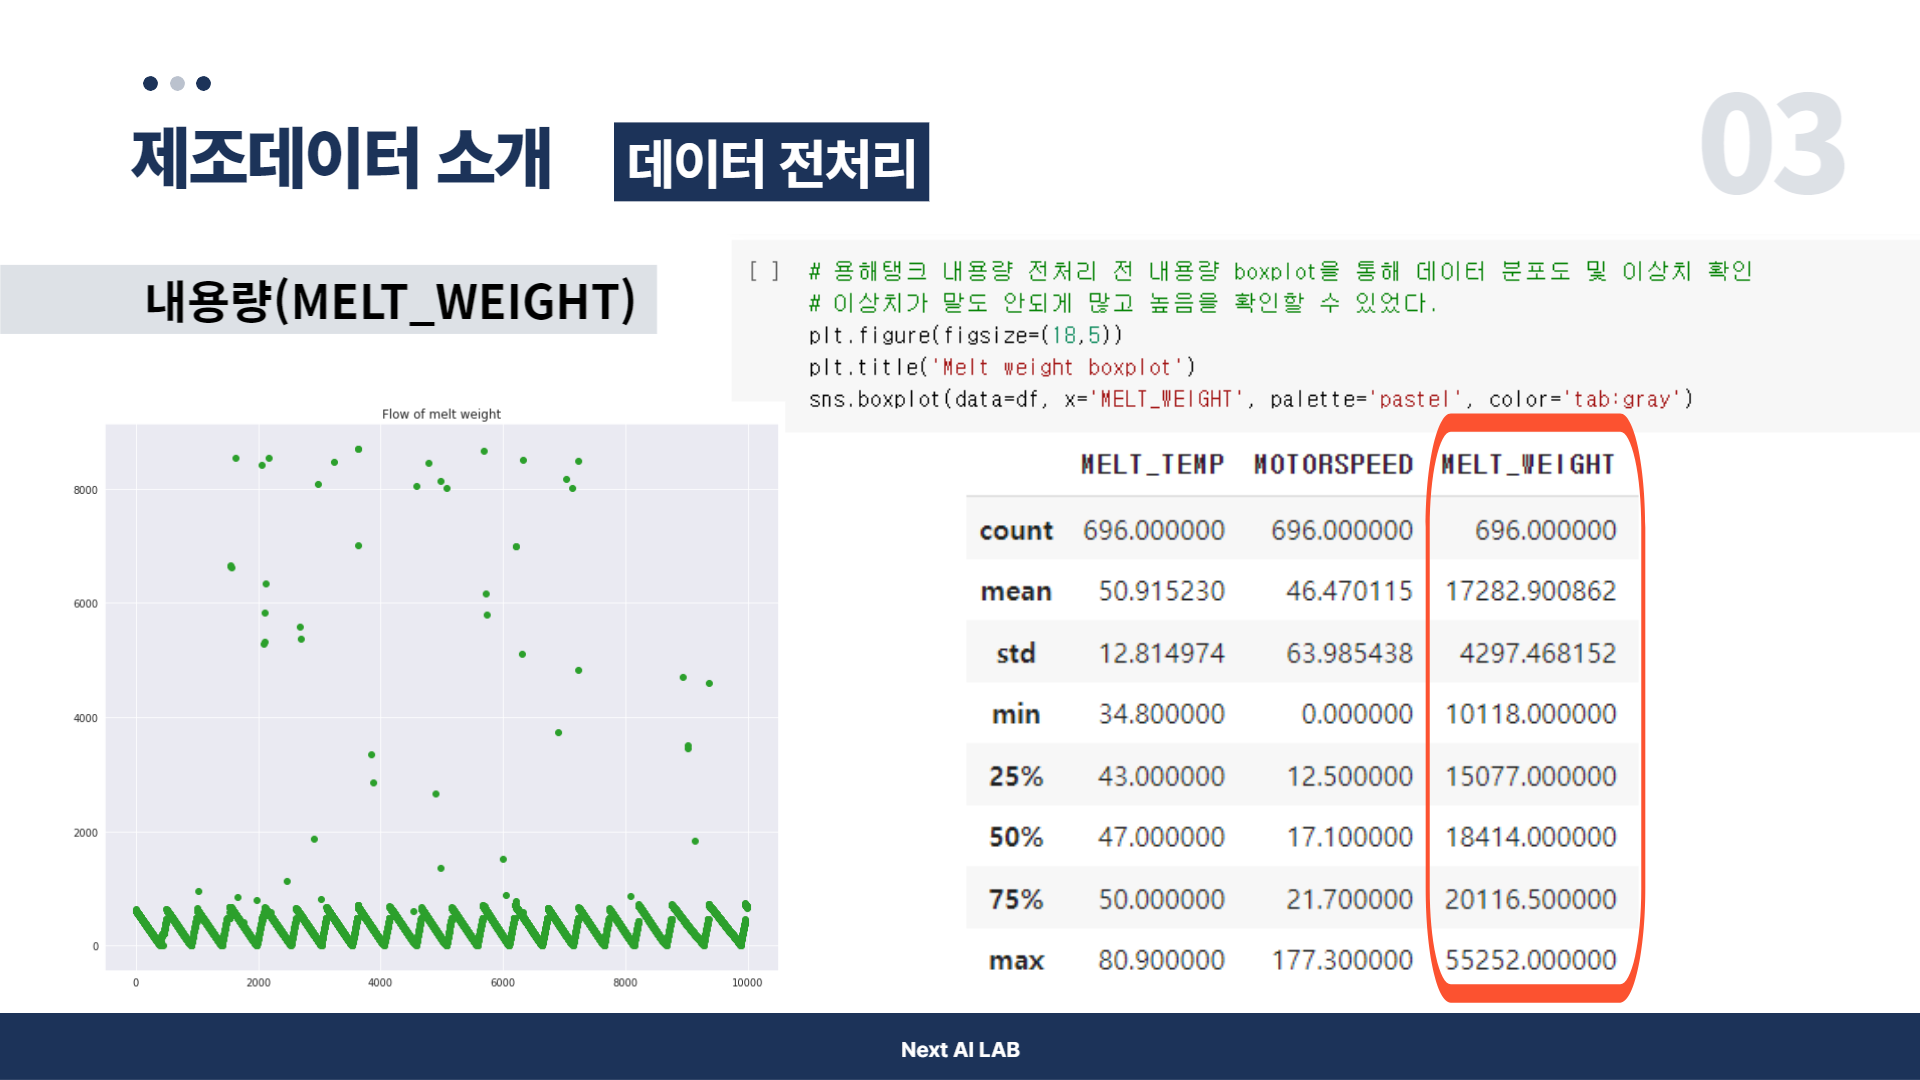 제조데이터 소개
데이터 전처리
03
내용량(MELT_WEIGHT)
[ ] # 용해탱크 내용량 전처리 전 내용량 boxplot을 통해 데이터 분포도 및 이상치 확인
# 이상치가 말도 안되게 많고 높음을 확인할 수 있었다.
plt.figure(figsize=(18,5))
plt.title('Melt weight boxplot')
sns.boxplot(data=df, x='MELT_WEIGHT', palette='pastel', color='tab:gray')
Flow of melt weight
8000
6000
4000
2000
0
0 2000 4000 6000 8000 10000
MELT_TEMP MOTORSPEED MELT_WEIGHT
count 696.000000 696.000000 696.000000
mean 50.915230 46.470115 17282.900862
std 12.814974 63.985438 4297.468152
min 34.800000 0.000000 10118.000000
25% 43.000000 12.500000 15077.000000
50% 47.000000 17.100000 18414.000000
75% 50.000000 21.700000 20116.500000
max 80.900000 177.300000 55252.000000
Next AI LAB